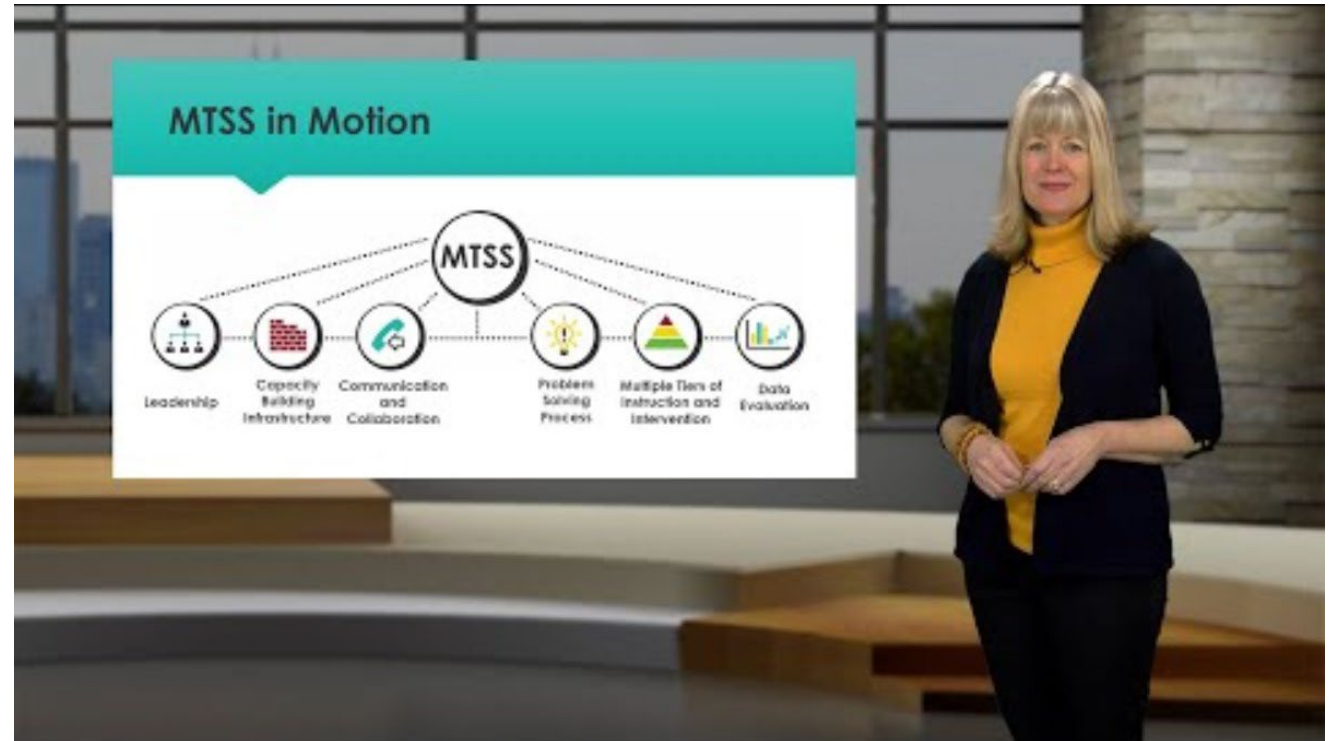 MTSS in Motion
MTSS
Leadership
Capacity
Building
Infrastructure
Communication
and
Collaboration
Problem
Solving
Process
Multiple Tiers of
Instruction and
Intervention
Data
Evaluation